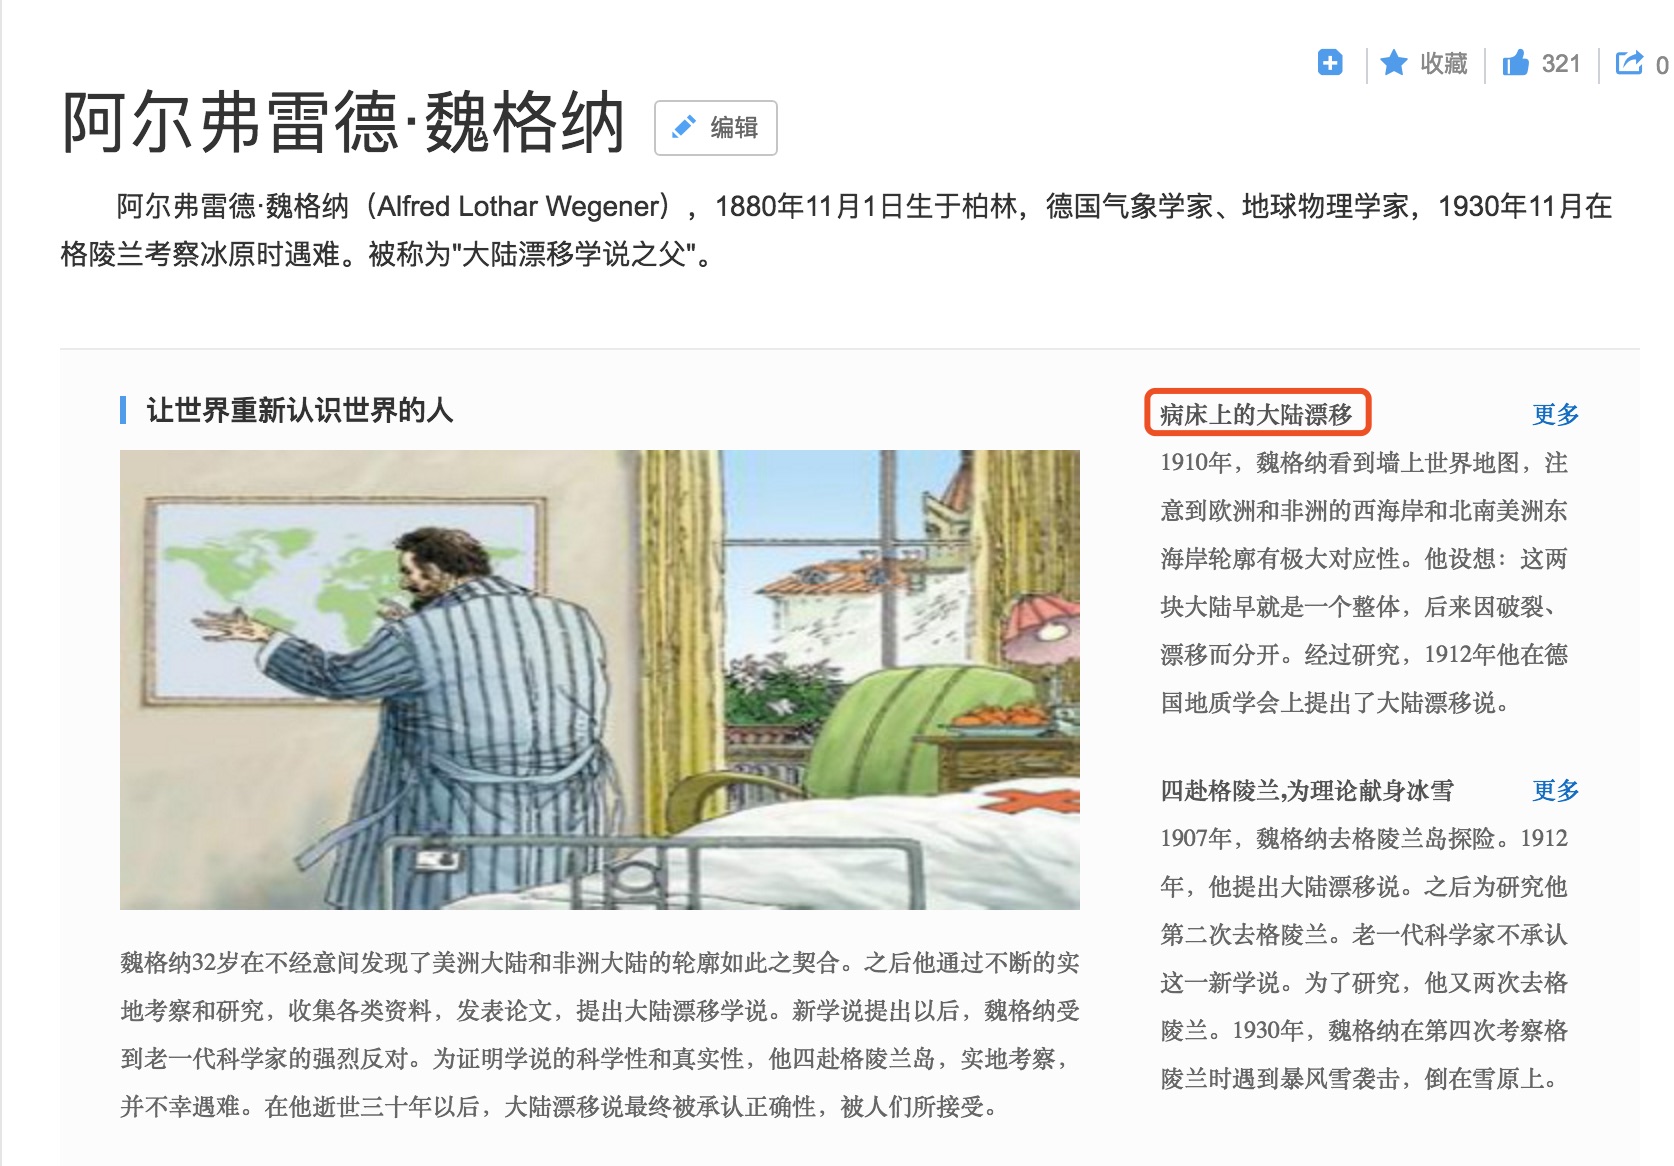 收藏
321
0
阿尔弗雷德·魏格纳
编辑
阿尔弗雷德·魏格纳（Alfred Lothar Wegener），1880年11月1日生于柏林，德国气象学家、地球物理学家，1930年11月在
格陵兰考察冰原时遇难。被称为"大陆漂移学说之父"。
让世界重新认识世界的人
魏格纳32岁在不经意间发现了美洲大陆和非洲大陆的轮廓如此之契合。之后他通过不断的实
地考察和研究，收集各类资料，发表论文，提出大陆漂移学说。新学说提出以后，魏格纳受
到老一代科学家的强烈反对。为证明学说的科学性和真实性，他四赴格陵兰岛，实地考察，
并不幸遇难。在他逝世三十年以后，大陆漂移说最终被承认正确性，被人们所接受。
病床上的大陆漂移
更多
1910年，魏格纳看到墙上世界地图，注
意到欧洲和非洲的西海岸和北南美洲东
海岸轮廓有极大对应性。他设想：这两
块大陆早就是一个整体，后来因破裂、
漂移而分开。经过研究，1912年他在德
国地质学会上提出了大陆漂移说。
四赴格陵兰,为理论献身冰雪
更多
1907年，魏格纳去格陵兰岛探险。1912
年，他提出大陆漂移说。之后为研究他
第二次去格陵兰。老一代科学家不承认
这一新学说。为了研究，他又两次去格
陵兰。1930年，魏格纳在第四次考察格
陵兰时遇到暴风雪袭击，倒在雪原上。